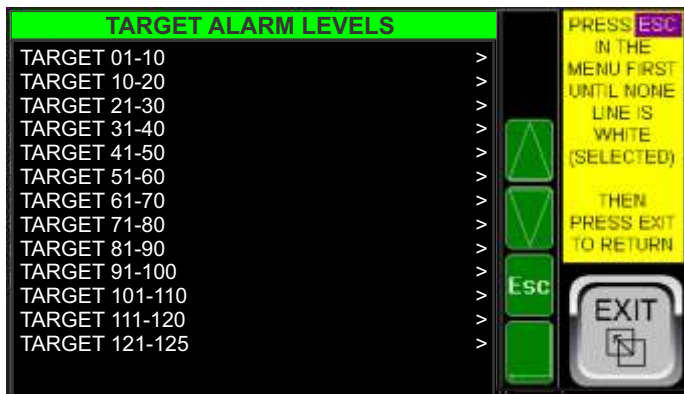 TARGET ALARM LEVELS
TARGET 01-10 >
TARGET 10-20 >
TARGET 21-30 >
TARGET 31-40 >
TARGET 41-50 >
TARGET 51-60 >
TARGET 61-70 >
TARGET 71-80 >
TARGET 81-90 >
TARGET 91-100 >
TARGET 101-110 >
TARGET 111-120 >
TARGET 121-125 >
Esc
PRESS ESC
IN THE
MENU FIRST
UNTIL NONE
LINE IS
WHITE
(SELECTED)
THEN
PRESS EXIT
TO RETURN
EXIT